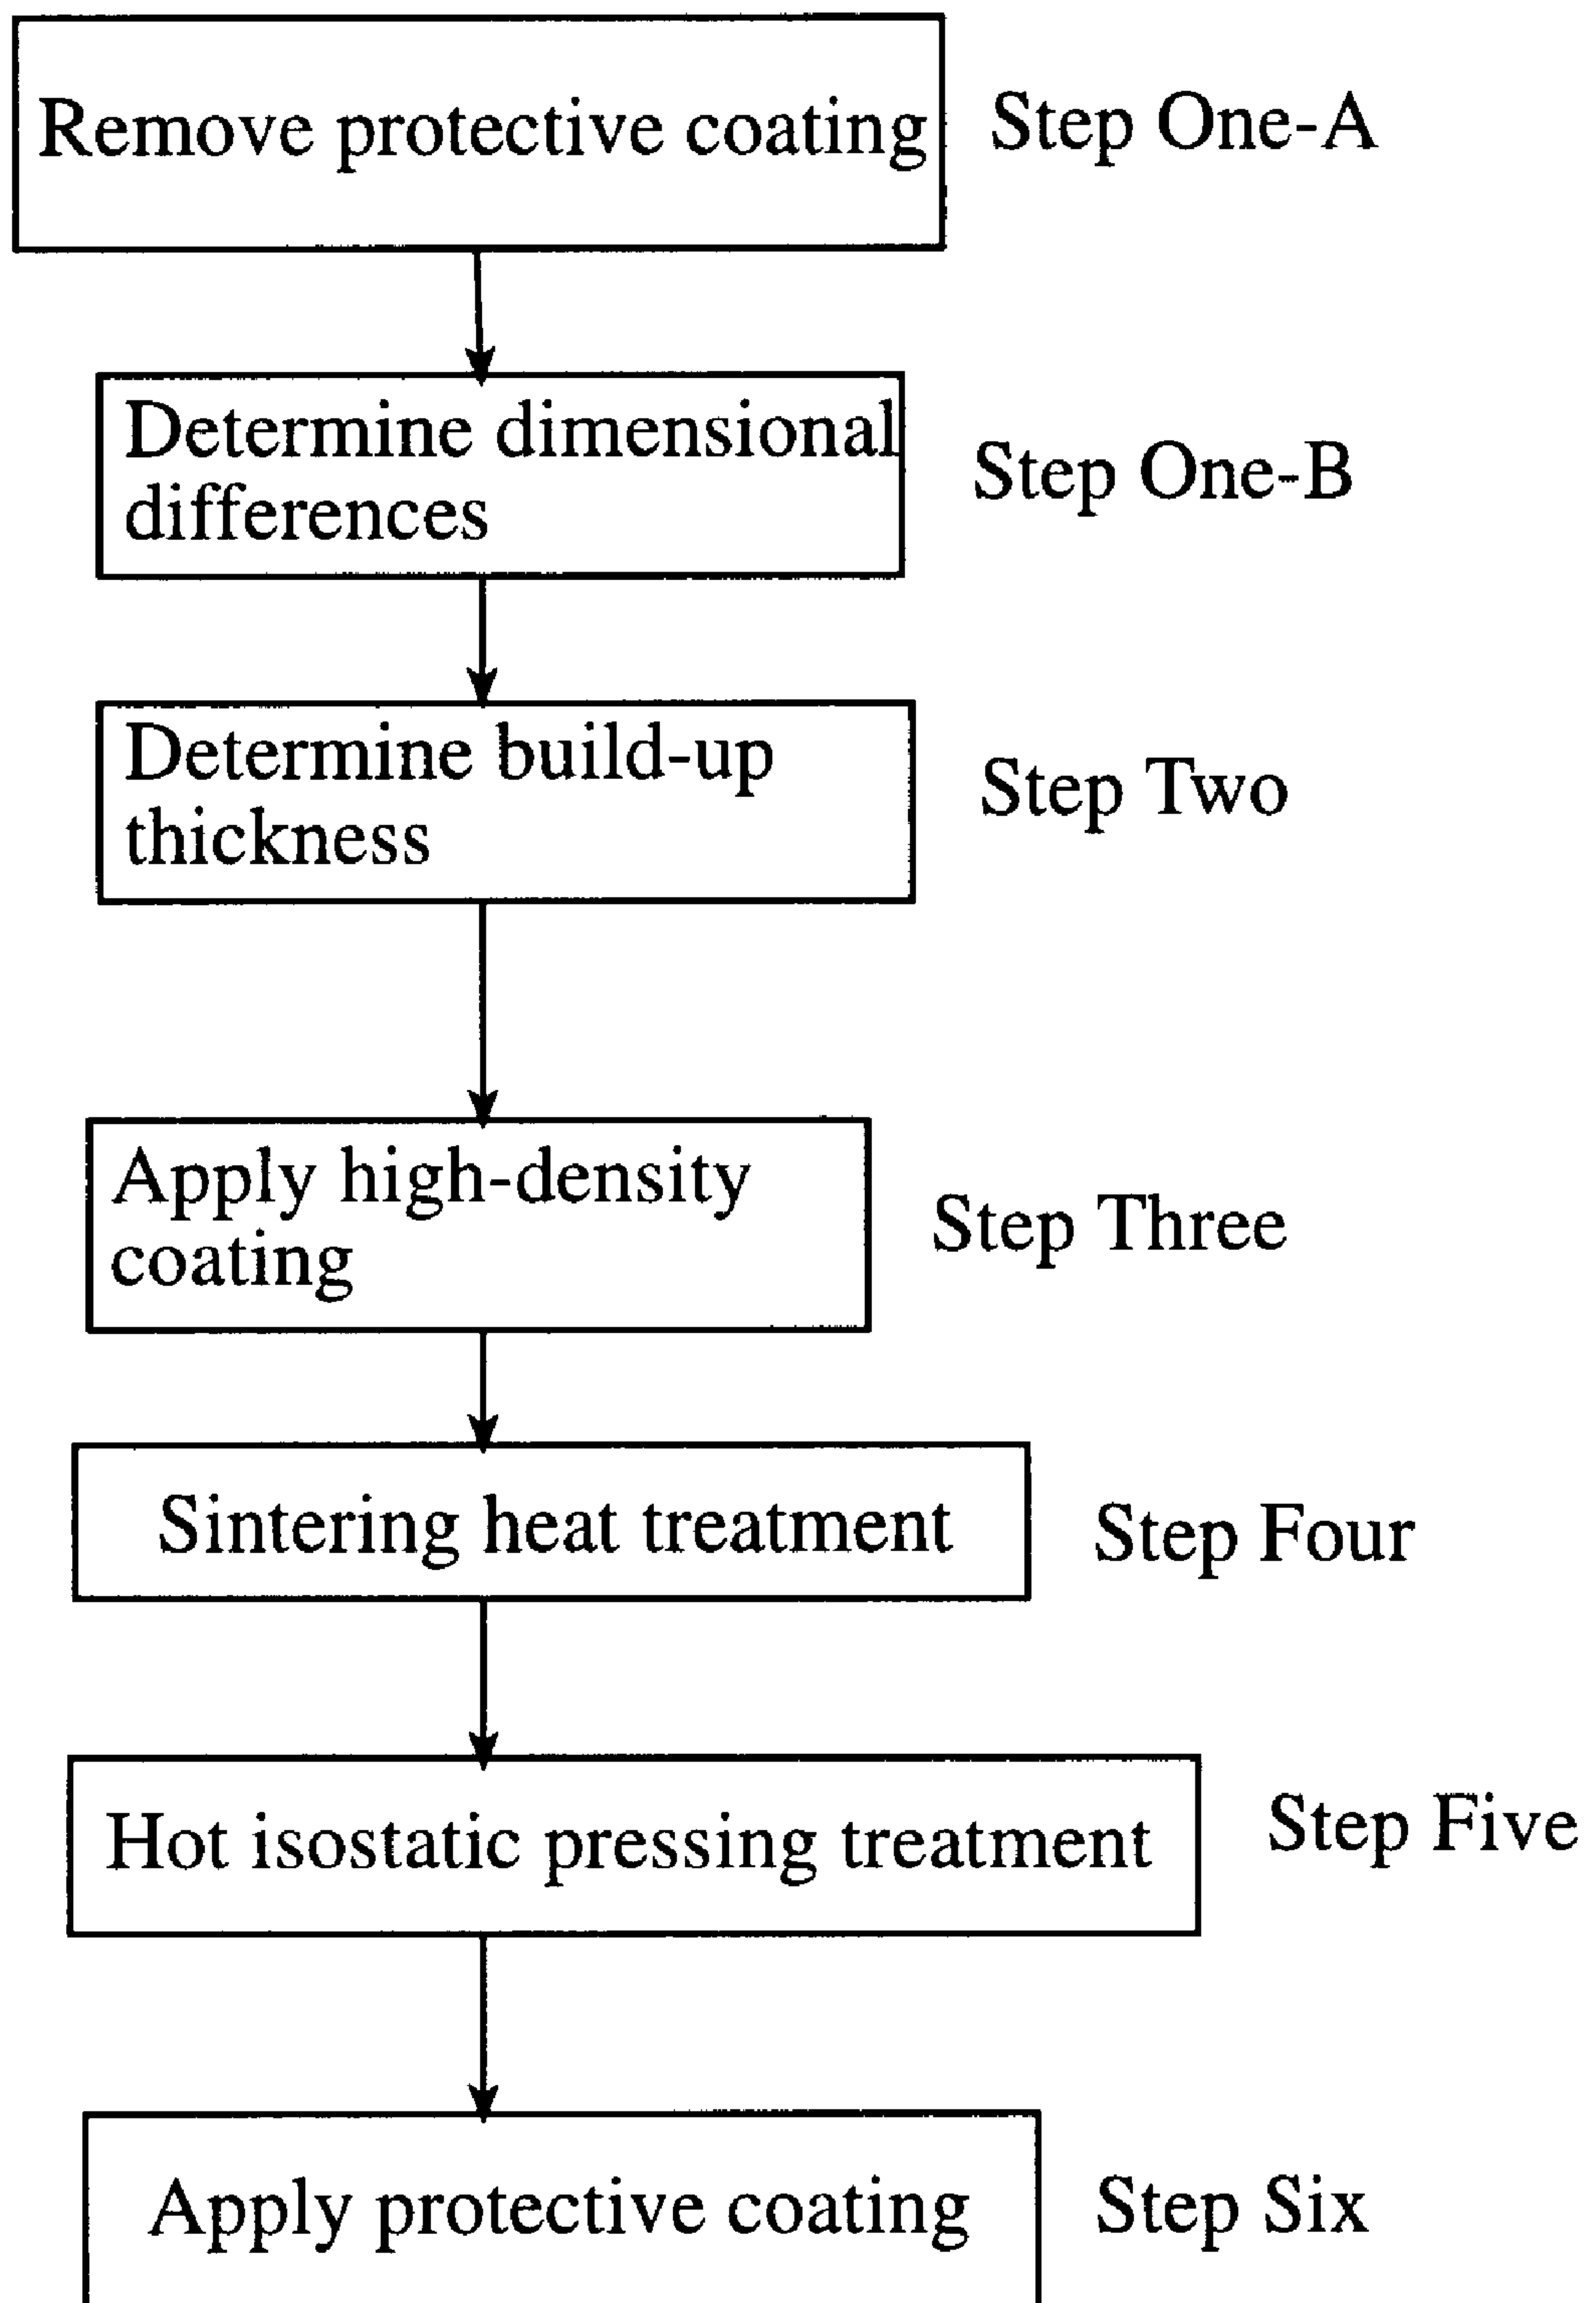 Remove protective coating
Step One-A
Determine dimensional
differences
Step One-B
Determine build-up
thickness
Step Two
Apply high-density
coating
Step Three
Sintering heat treatment
Step Four
Hot isostatic pressing treatment
Step Five
Apply protective coating
Step Six